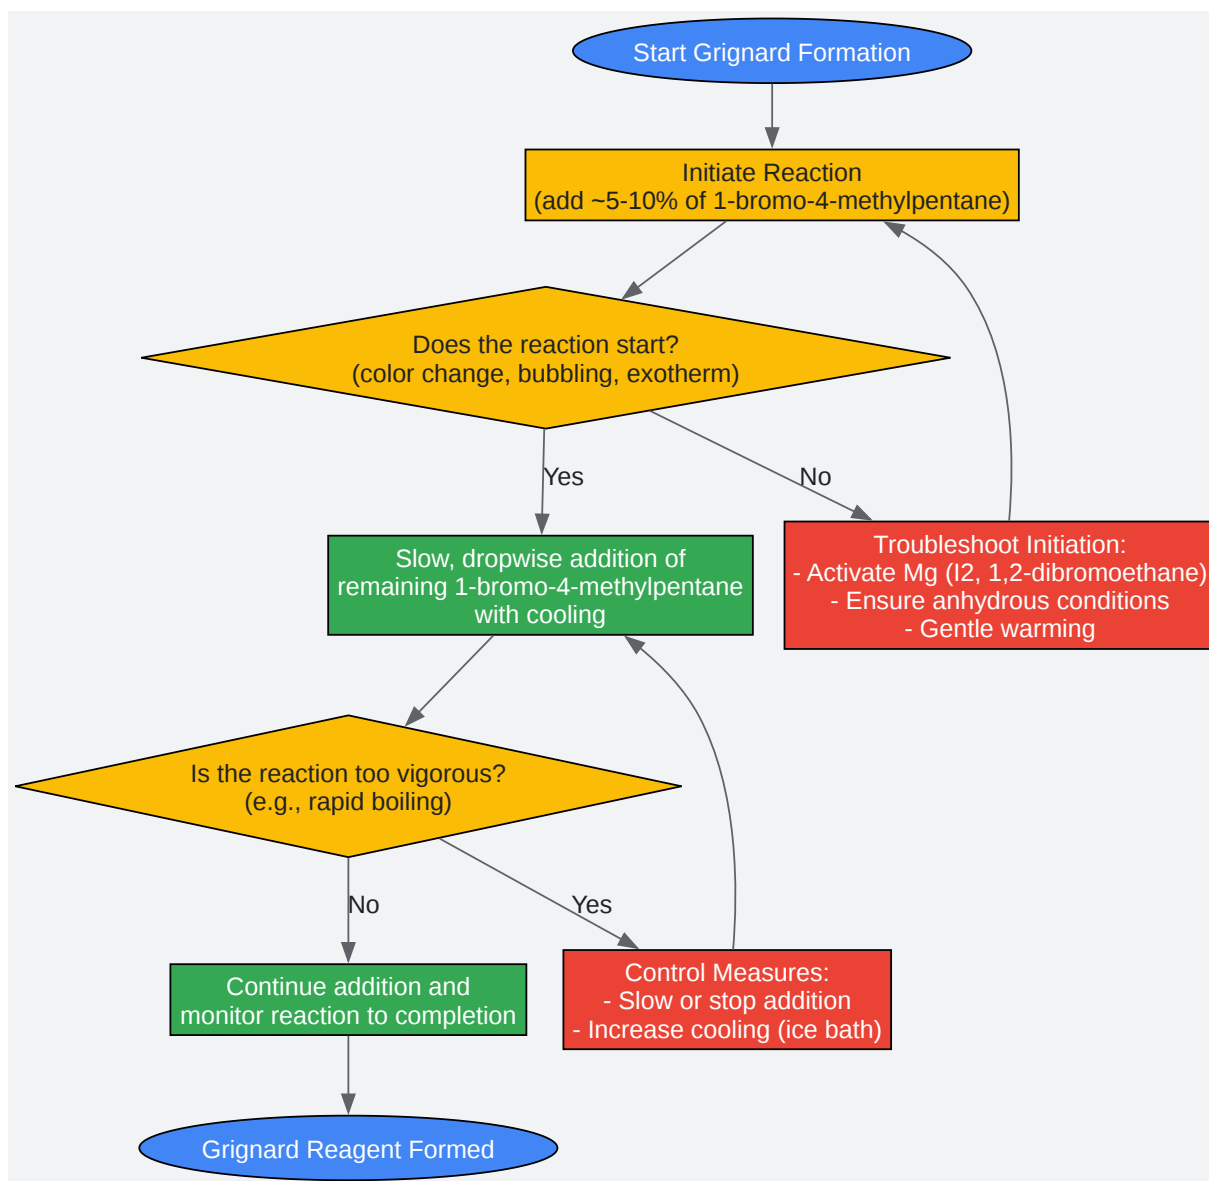 Start Grignard Formation
Initiate Reaction
(add ~5-10% of 1-bromo-4-methylpentane)
Does the reaction start?
(color change, bubbling, exotherm)
Yes
No
Slow, dropwise addition of
remaining 1-bromo-4-methylpentane
with cooling
Troubleshoot Initiation:
- Activate Mg (I2, 1,2-dibromoethane)
- Ensure anhydrous conditions
- Gentle warming
Is the reaction too vigorous?
(e.g., rapid boiling)
No
Yes
Continue addition and
monitor reaction to completion
Control Measures:
- Slow or stop addition
- Increase cooling (ice bath)
Grignard Reagent Formed